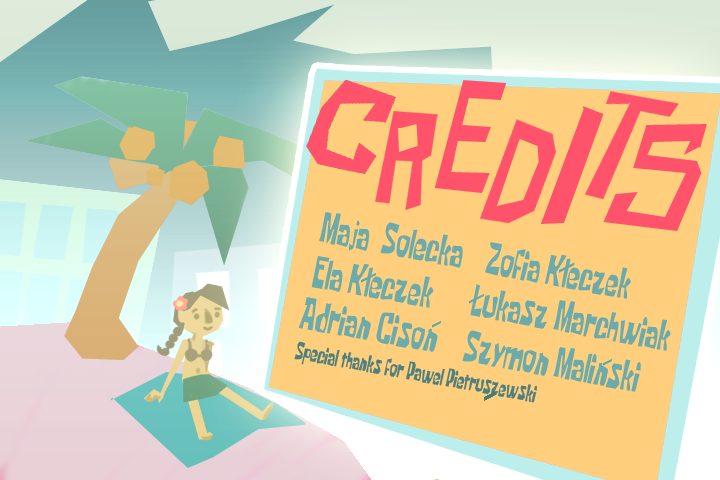 CREDITS
Maja Solecka Zofia Kłeczek
Ela Kłeczek Łukasz Marchwiak
Adrian Cisoń Szymon Maliński
Special thanks for Paweł Pietruszewski